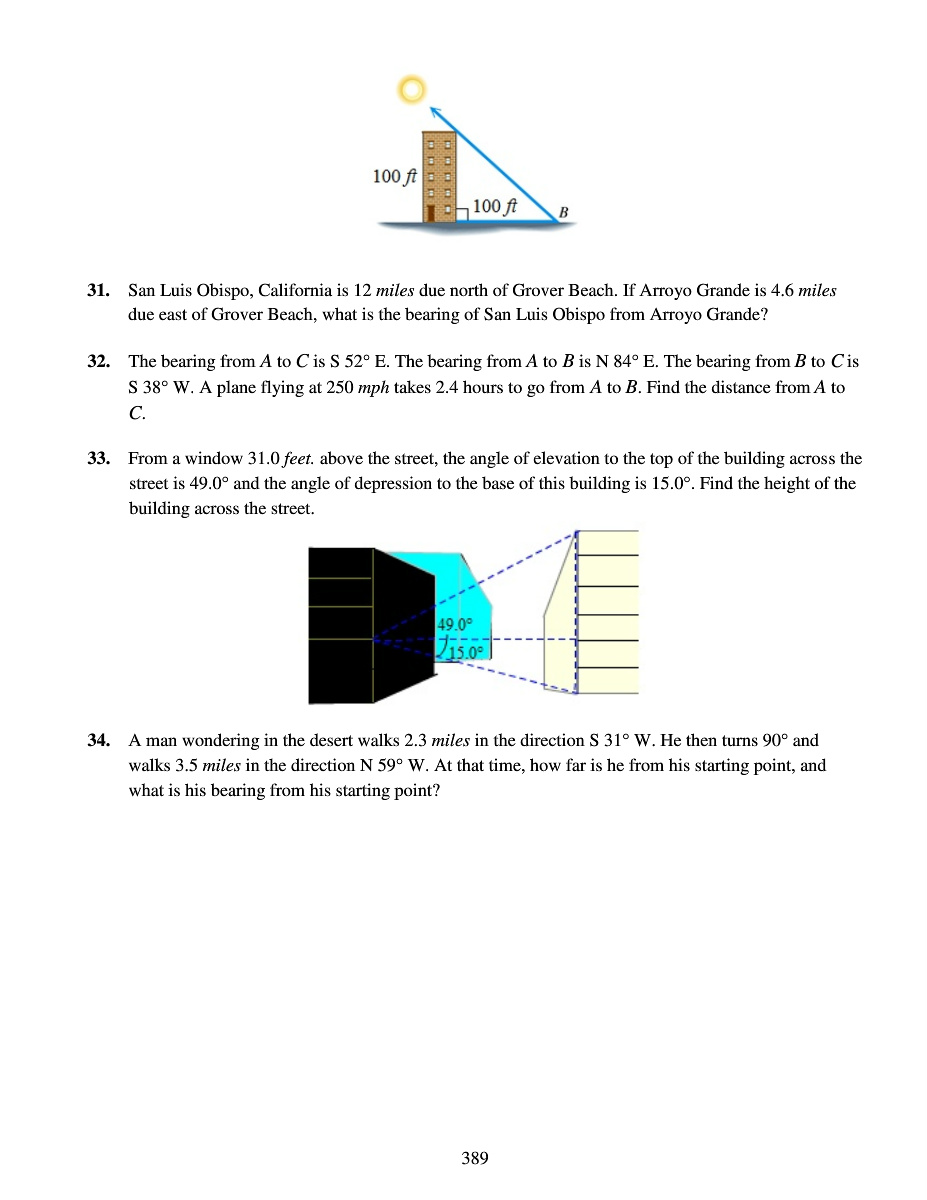 100 ft
100 ft
B
31. San Luis Obispo, California is 12 miles due north of Grover Beach. If Arroyo Grande is 4.6 miles
due east of Grover Beach, what is the bearing of San Luis Obispo from Arroyo Grande?
32. The bearing from A to C is S 52° E. The bearing from A to B is N 84° E. The bearing from B to C is
S 38° W. A plane flying at 250 mph takes 2.4 hours to go from A to B. Find the distance from A to
C.
33. From a window 31.0 feet. above the street, the angle of elevation to the top of the building across the
street is 49.0° and the angle of depression to the base of this building is 15.0°. Find the height of the
building across the street.
49.0°
15.0°
34. A man wondering in the desert walks 2.3 miles in the direction S 31° W. He then turns 90° and
walks 3.5 miles in the direction N 59° W. At that time, how far is he from his starting point, and
what is his bearing from his starting point?
389